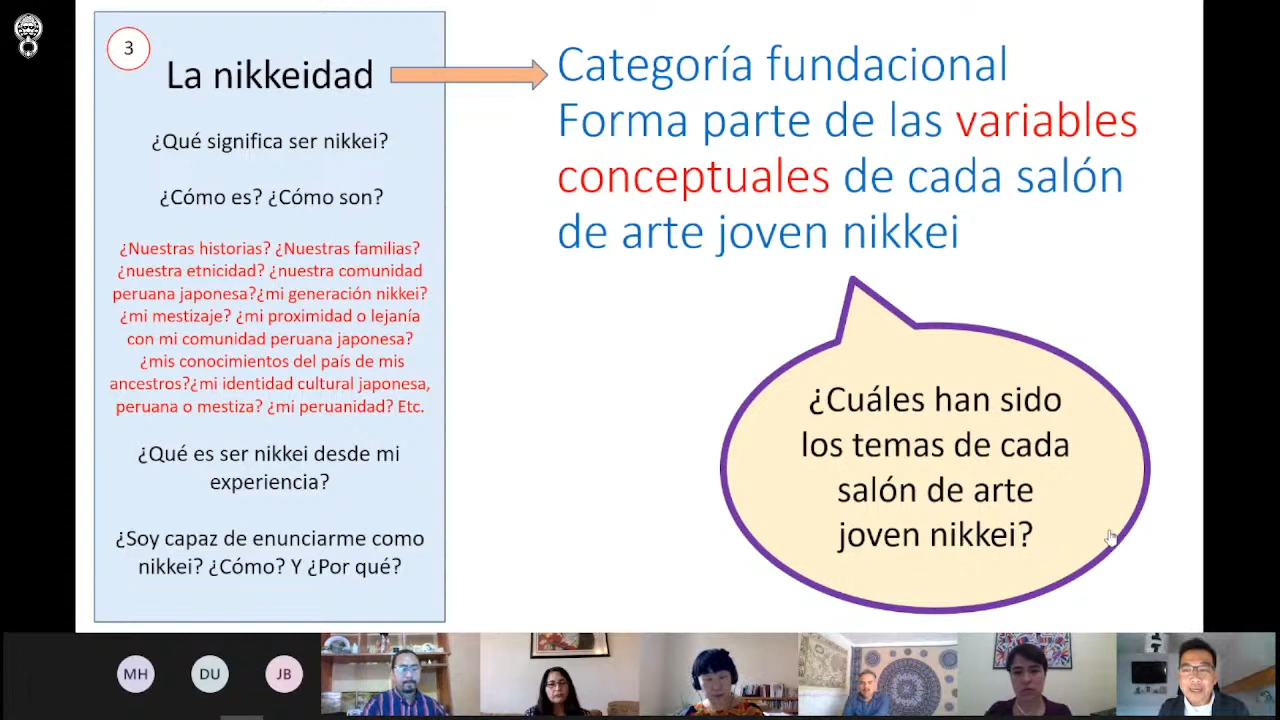 3
La nikkeidad
¿Qué significa ser nikkei?
¿Cómo es? ¿Cómo son?
¿Nuestras historias? ¿Nuestras familias?
¿nuestra etnicidad? ¿nuestra comunidad
peruana japonesa?¿mi generación nikkei?
¿mi mestizaje? ¿mi proximidad o lejanía
con mi comunidad peruana japonesa?
¿mis conocimientos del país de mis
ancestros?¿mi identidad cultural japonesa,
peruana o mestiza? ¿mi peruanidad? Etc.
¿Qué es ser nikkei desde mi
experiencia?
¿Soy capaz de enunciarme como
nikkei? ¿Cómo? Y ¿Por qué?
Categoría fundacional
Forma parte de las variables
conceptuales de cada salón
de arte joven nikkei
¿Cuáles han sido
los temas de cada
salón de arte
joven nikkei?
MH
DU
JB